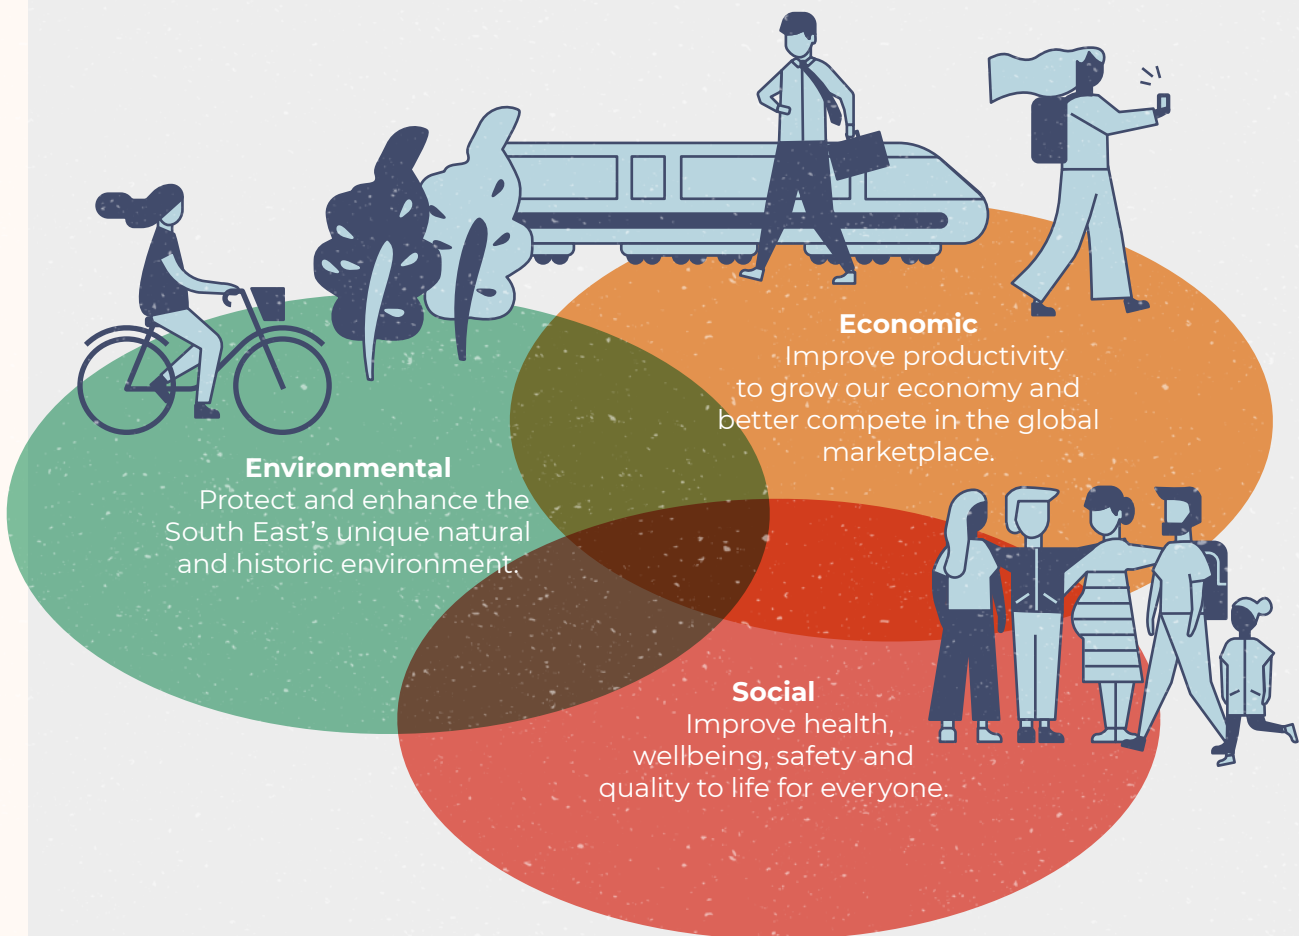 Economic
Improve productivity
to grow our economy and
better compete in the global
marketplace.
Environmental
Protect and enhance the
South East’s unique natural
and historic environment.
Social
Improve health,
wellbeing, safety and
quality to life for everyone.